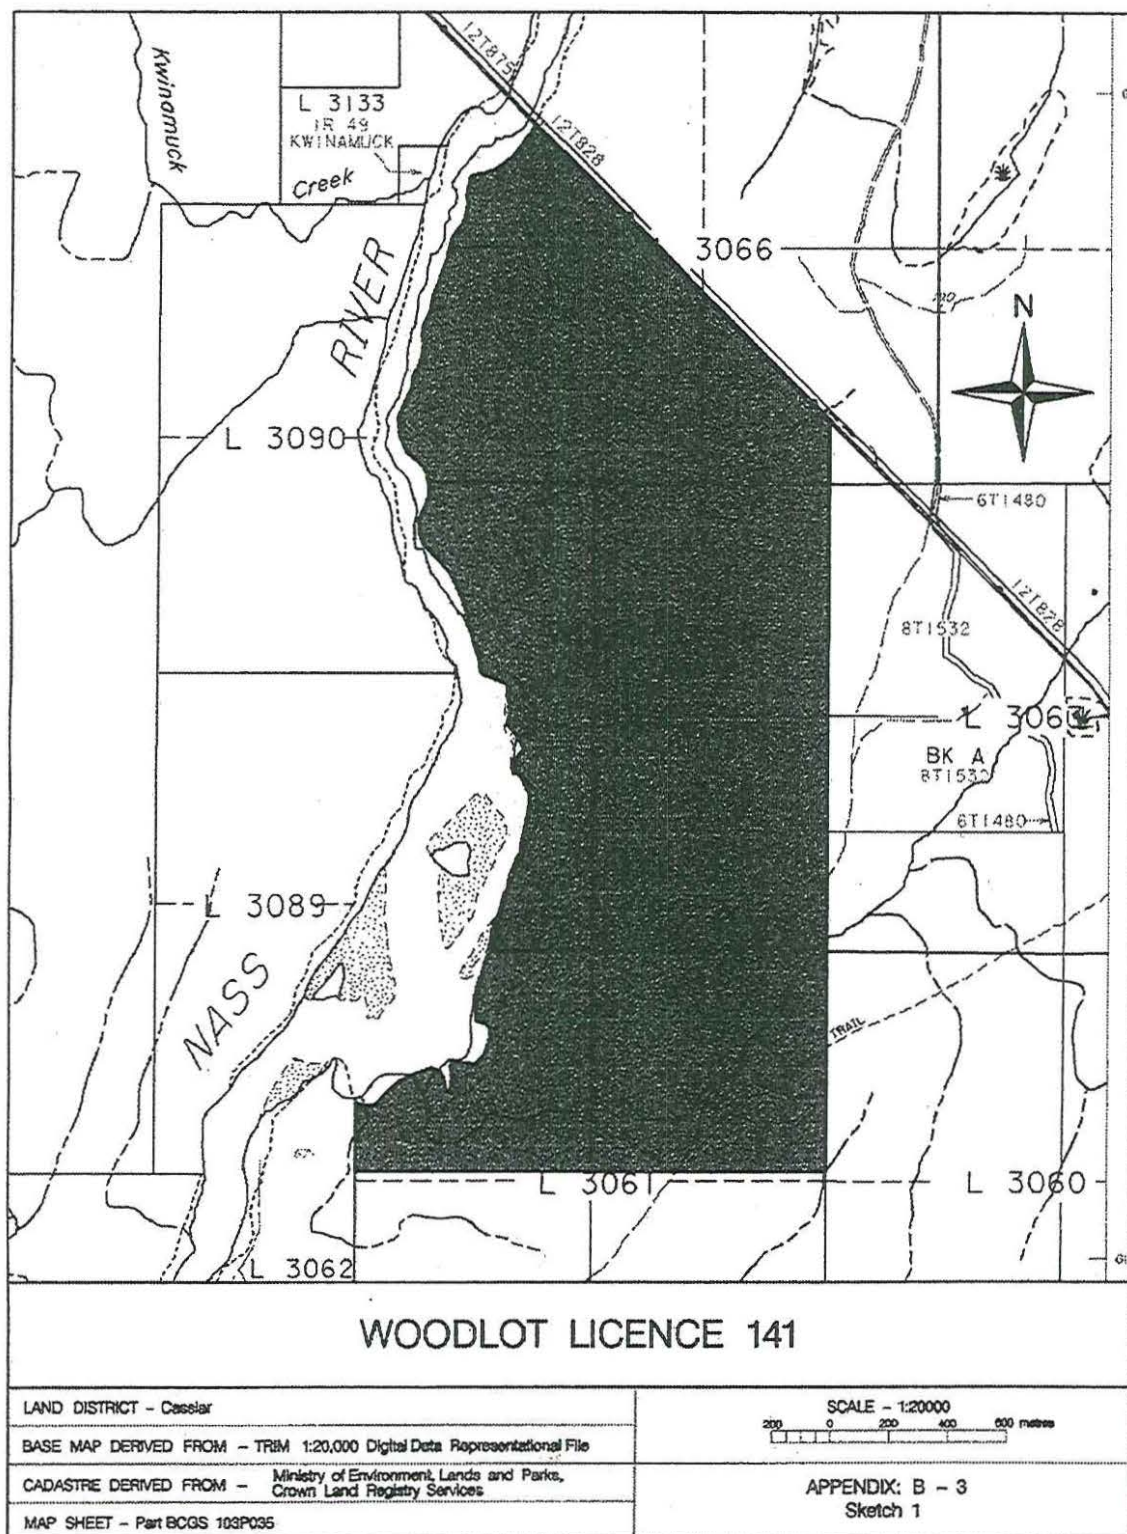 Kwinamuck
L 3133
IR 49
KWINAMUCK
Creek
12T875
12T828
3066
N
RIVER
L 3090
6T1480
12T828
8T1532
L 306
BK A
8T1532
6T1480
L 3089
NASS
TRAIL
L 3061
L 3060
L 3062
WOODLOT LICENCE 141
LAND DISTRICT - Cassiar
BASE MAP DERIVED FROM - TRIM 1:20,000 Digital Data Representational File
CADASTRE DERIVED FROM - Ministry of Environment, Lands and Parks,
Crown Land Registry Services
MAP SHEET - Part BCGS 103P035
SCALE - 1:20000
200 0 200 400 600 metres
APPENDIX: B - 3
Sketch 1